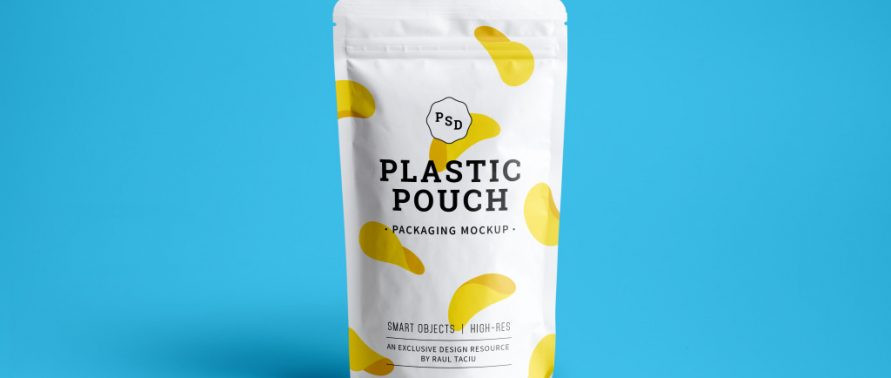 PSD
PLASTIC
POUCH
· PACKAGING MOCKUP ·
SMART OBJECTS | HIGH-RES
AN EXCLUSIVE DESIGN RESOURCE
BY RAUL TACIU